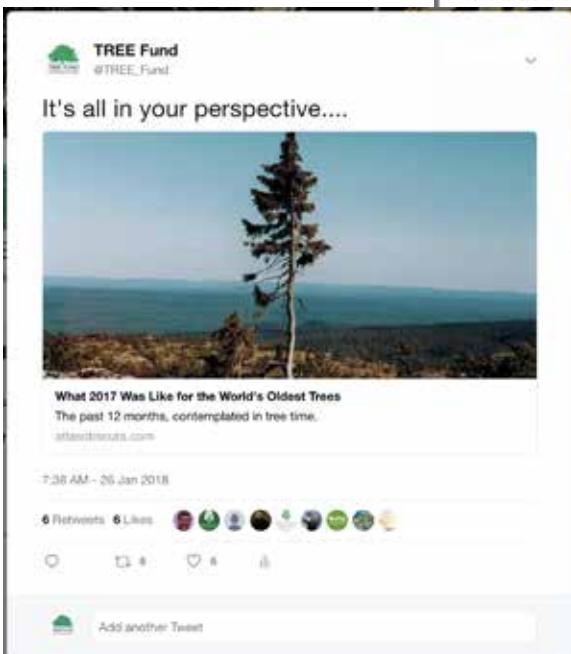 TREE Fund
@TREE_Fund
It's all in your perspective....
What 2017 Was Like for the World's Oldest Trees
The past 12 months, contemplated in tree time.
atlasobscura.com
7:38 AM - 26 Jan 2018
6 Retweets 6 Likes
6 6
Add another Tweet